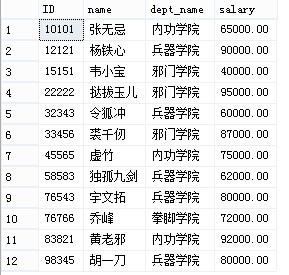 ID name dept_name salary
1 10101 张无忌 内功学院 65000.00
2 12121 杨铁心 兵器学院 90000.00
3 15151 韦小宝 邪门学院 40000.00
4 22222 挞拔玉儿 邪门学院 95000.00
5 32343 令狐冲 兵器学院 60000.00
6 33456 裘千仞 邪门学院 87000.00
7 45565 虚竹 内功学院 75000.00
8 58583 独孤九剑 兵器学院 62000.00
9 76543 宇文拓 兵器学院 80000.00
10 76766 乔峰 拳脚学院 72000.00
11 83821 黄老邪 内功学院 92000.00
12 98345 胡一刀 兵器学院 80000.00